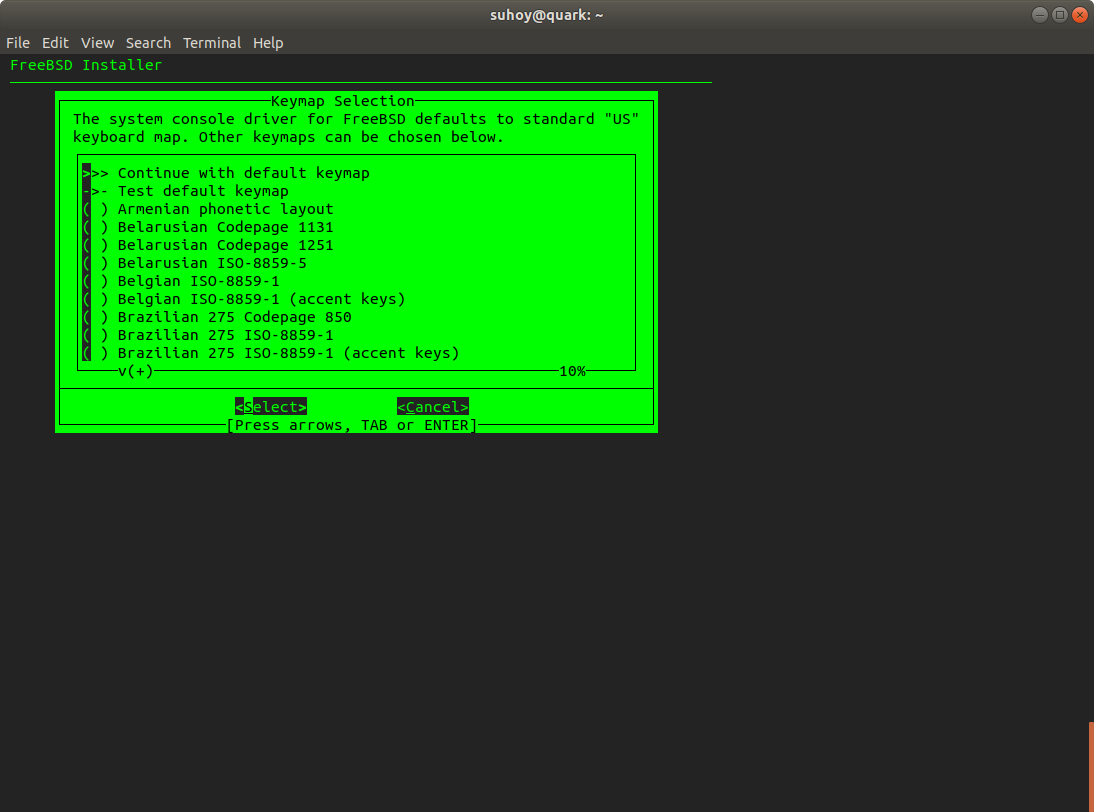 suhoy@quark: ~
File Edit View Search Terminal Help
FreeBSD Installer
Keymap Selection
The system console driver for FreeBSD defaults to standard "US"
keyboard map. Other keymaps can be chosen below.
>>> Continue with default keymap
->- Test default keymap
( ) Armenian phonetic layout
( ) Belarusian Codepage 1131
( ) Belarusian Codepage 1251
( ) Belarusian ISO-8859-5
( ) Belgian ISO-8859-1
( ) Belgian ISO-8859-1 (accent keys)
( ) Brazilian 275 Codepage 850
( ) Brazilian 275 ISO-8859-1
( ) Brazilian 275 ISO-8859-1 (accent keys)
v(+) 10%
<Select> <Cancel>
[Press arrows, TAB or ENTER]